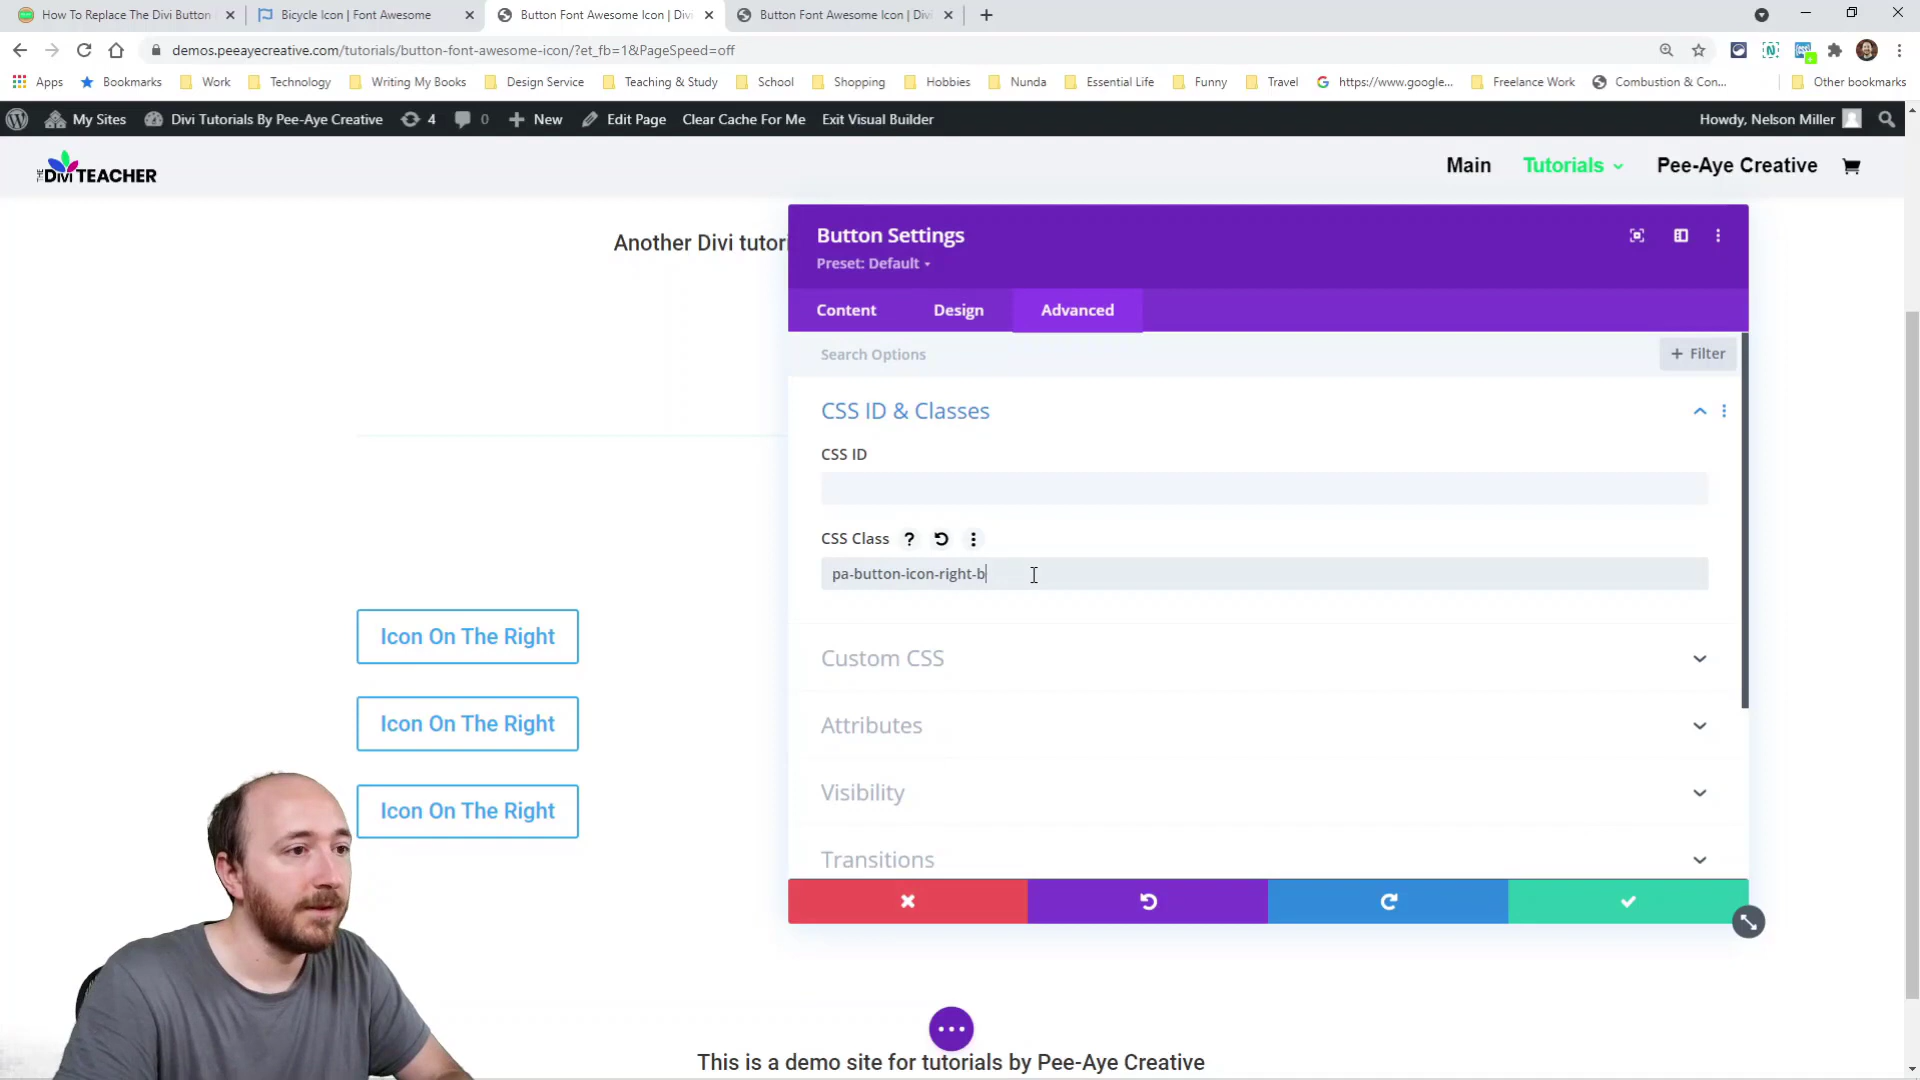 How To Replace The Divi Button
Bicycle Icon | Font Awesome
Button Font Awesome Icon | Divi
Button Font Awesome Icon | Divi
demos.peeayecreative.com/tutorials/button-font-awesome-icon/?et_fb=1&PageSpeed=off
Apps
Bookmarks
Work
Technology
Writing My Books
Design Service
Teaching & Study
School
Shopping
Hobbies
Nunda
Essential Life
Funny
Travel
https://www.google...
Freelance Work
Combustion & Con...
Other bookmarks
My Sites
Divi Tutorials By Pee-Aye Creative
4
0
New
Edit Page
Clear Cache For Me
Exit Visual Builder
Howdy, Nelson Miller
THE DIVI TEACHER
Main
Tutorials
Pee-Aye Creative
Another Divi tutori
Button Settings
Preset: Default
Content
Design
Advanced
Search Options
+ Filter
CSS ID & Classes
CSS ID
CSS Class ?
pa-button-icon-right-b
Custom CSS
Attributes
Visibility
Transitions
Icon On The Right
Icon On The Right
Icon On The Right
This is a demo site for tutorials by Pee-Aye Creative